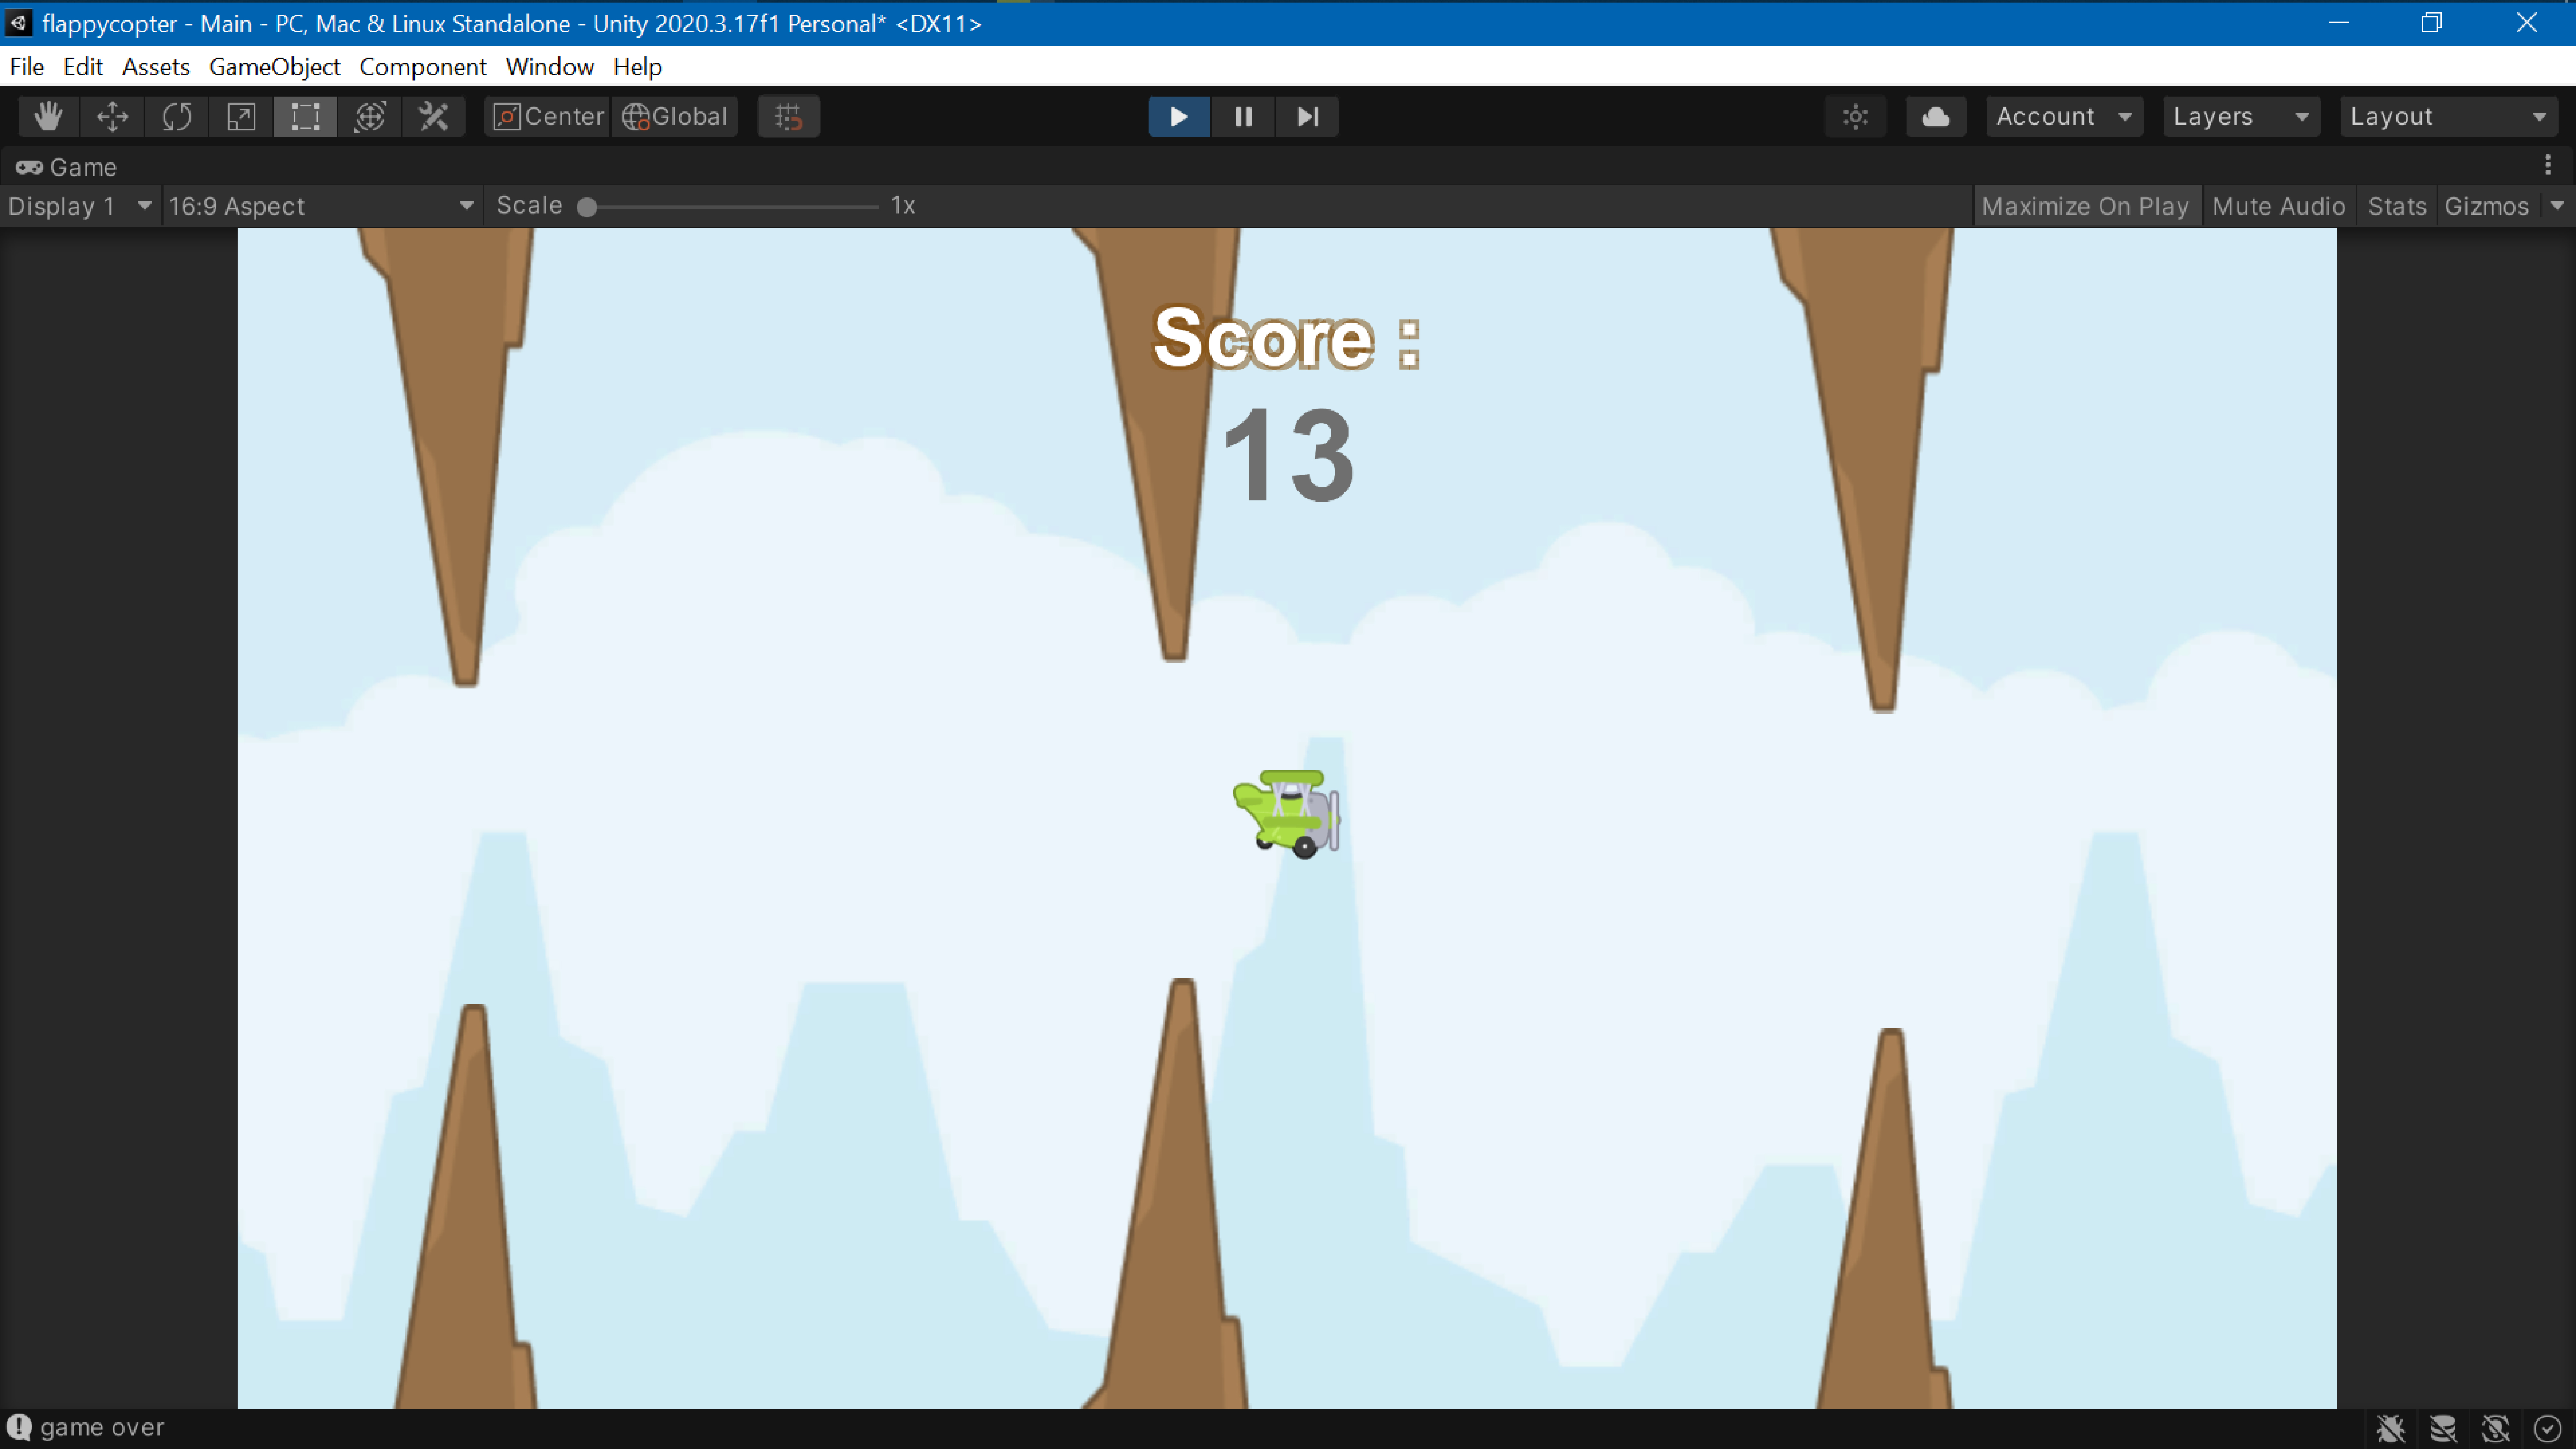 flappycopter - Main - PC, Mac & Linux Standalone - Unity 2020.3.17f1 Personal* <DX11>
File Edit Assets GameObject Component Window Help
Center Global Account Layers Layout
Game
Display 1 16:9 Aspect Scale 1x Maximize On Play Mute Audio Stats Gizmos
Score :
13
game over